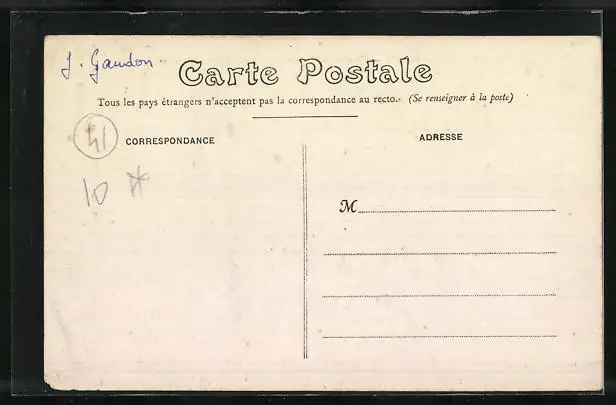 J. Gaudon
Carte Postale
Tous les pays étrangers n'acceptent pas la correspondance au recto. (Se renseigner à la poste)
41
CORRESPONDANCE
ADRESSE
10 *
M